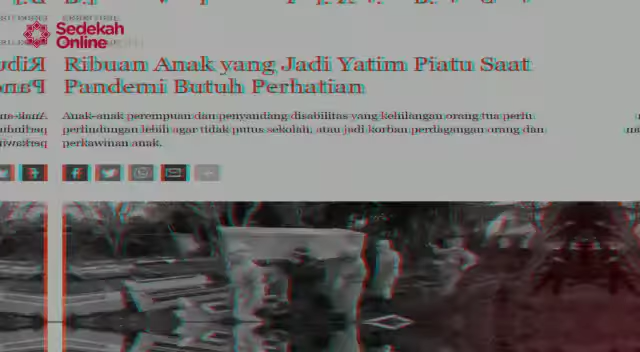 Sedekah
Online
Ribuan Anak yang Jadi Yatim Piatu Saat
Pandemi Butuh Perhatian
Anak-anak perempuan dan penyandang disabilitas yang kehilangan orang tua perlu
perlindungan lebih agar tidak putus sekolah, atau jadi korban perdagangan orang dan
perkawinan anak.